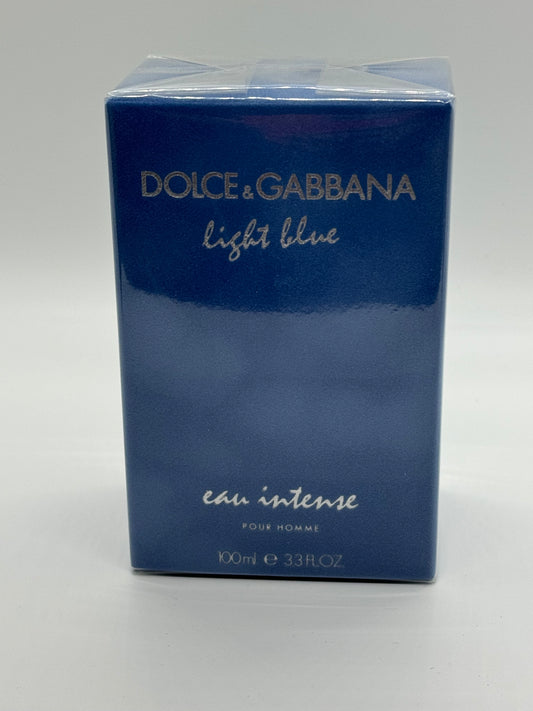 DOLCE & GABBANA
light blue
eau intense
POUR HOMME
100ml e 3.3 FL.OZ.